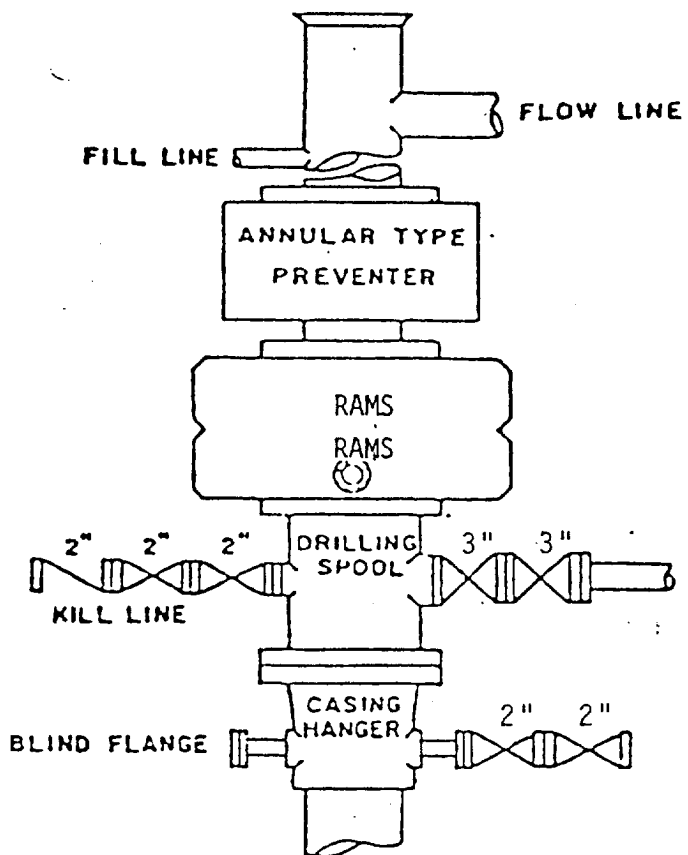 FLOW LINE
FILL LINE
ANNULAR TYPE
PREVENTER
RAMS
RAMS
2" 2" 2"
DRILLING
SPOOL
3" 3"
KILL LINE
CASING
HANGER
2" 2"
BLIND FLANGE